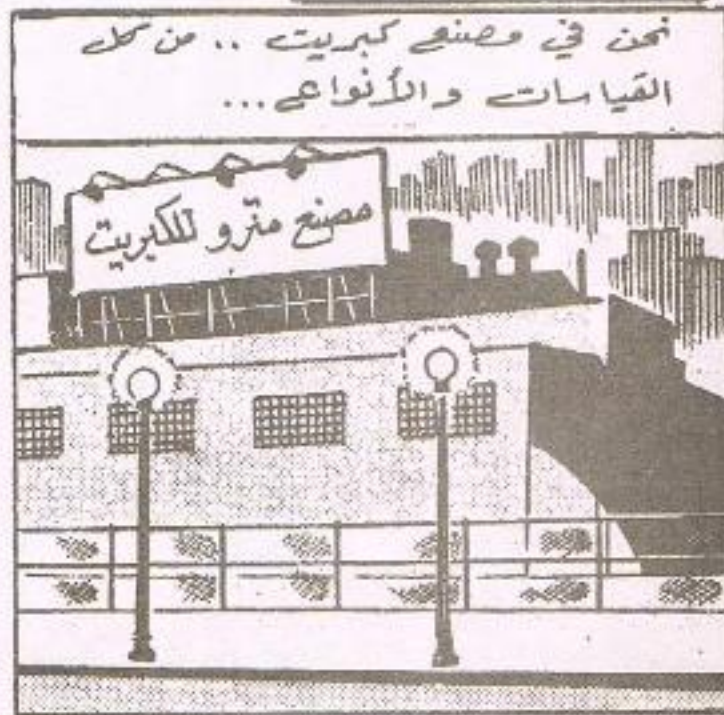 نحن في مصنع كبريت .. من كل
القياسات والأنواع...
مصنع مترو للكبريت